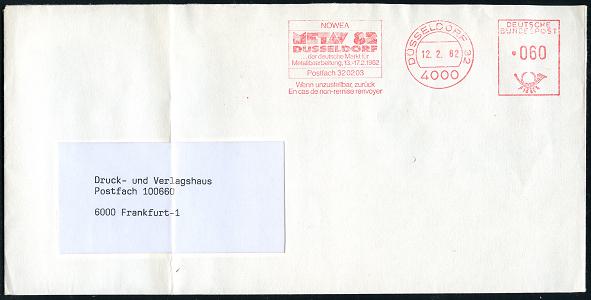 NOWEA
METAV 82
DÜSSELDORF
...der deutsche Markt für
Metallbearbeitung, 13.-17.2.1982
Postfach 320203
Wenn unzustellbar, zurück
En cas de non-remise renvoyer
DÜSSELDORF 32
12. 2. 82
4000
DEUTSCHE
BUNDESPOST
060
Druck- und Verlagshaus
Postfach 100660
6000 Frankfurt-1